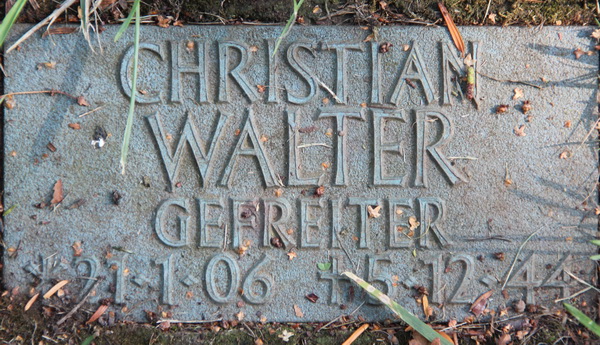 CHRISTIAN
WALTER
GEFREITER
* 21·1·06 †5·12·44